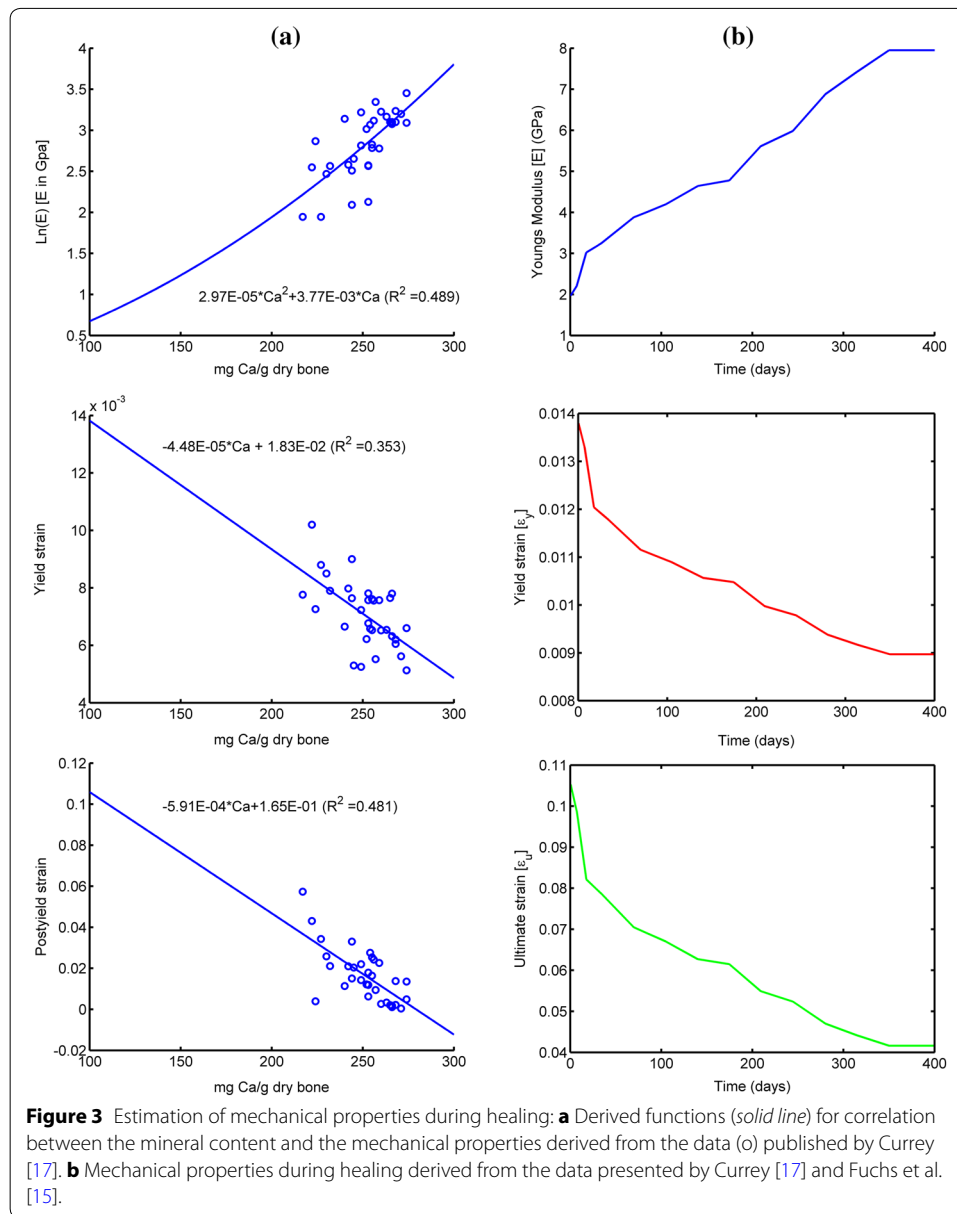 (a)
4
3.5
3
2.5
2
1.5
1
0.5
Ln(E) [E in Gpa)
2.97E-05*Ca²+3.77E-03*Ca (R² =0.489)
100 150 200 250 300
mg Ca/g dry bone
(b)
8
7
6
5
4
3
2
1
Youngs Modulus [E] (GPa)
0 100 200 300 400
Time (days)
x 10⁻³
14
12
10
8
6
4
Yield strain
-4.48E-05*Ca + 1.83E-02 (R² =0.353)
100 150 200 250 300
mg Ca/g dry bone
0.014
0.013
0.012
0.011
0.01
0.009
0.008
Yield strain [εy]
0 100 200 300 400
Time (days)
0.12
0.1
0.08
0.06
0.04
0.02
0
-0.02
Postyield strain
-5.91E-04*Ca+1.65E-01 (R² =0.481)
100 150 200 250 300
mg Ca/g dry bone
0.11
0.1
0.09
0.08
0.07
0.06
0.05
0.04
Ultimate strain [εu]
0 100 200 300 400
Time (days)
Figure 3 Estimation of mechanical properties during healing: a Derived functions (solid line) for correlation
between the mineral content and the mechanical properties derived from the data (o) published by Currey
[17]. b Mechanical properties during healing derived from the data presented by Currey [17] and Fuchs et al.
[15].